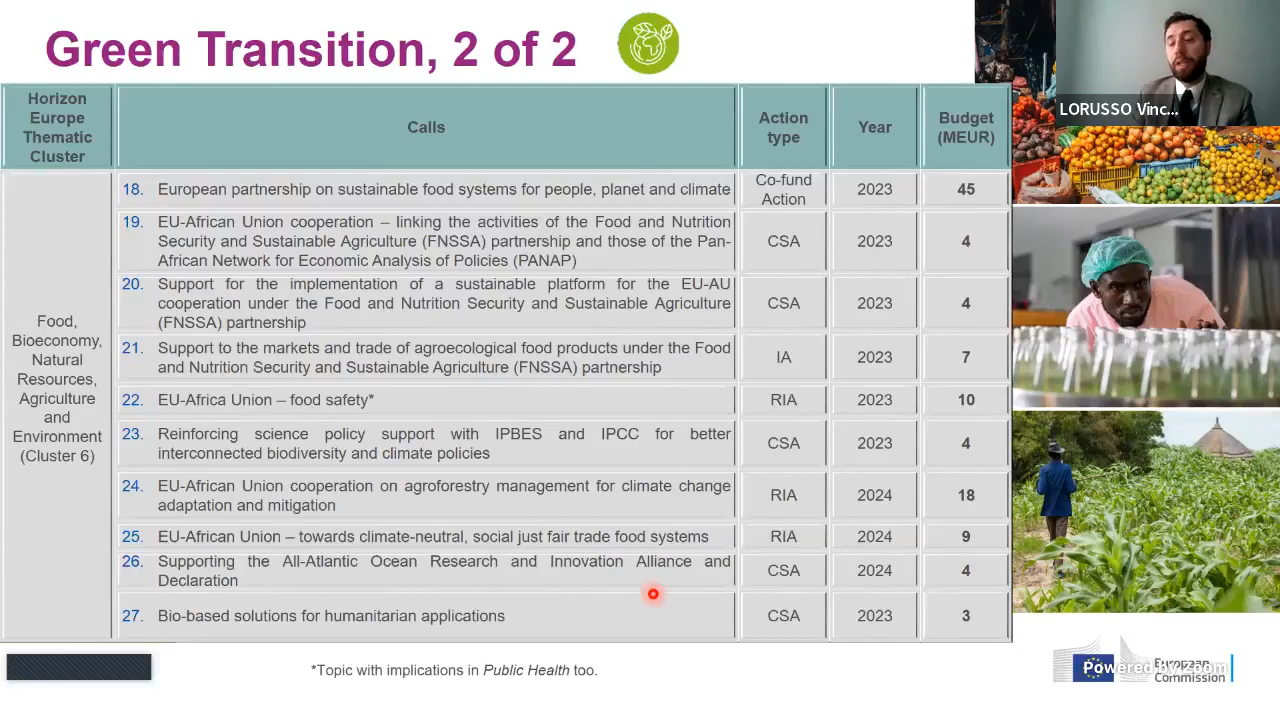 Green Transition, 2 of 2
LORUSSO Vinc...
Horizon
Europe
Thematic
Cluster
Calls
Action
type
Year
Budget
(MEUR)
Food,
Bioeconomy,
Natural
Resources,
Agriculture
and
Environment
(Cluster 6)
18. European partnership on sustainable food systems for people, planet and climate
Co-fund
Action
2023
45
19. EU-African Union cooperation – linking the activities of the Food and Nutrition
Security and Sustainable Agriculture (FNSSA) partnership and those of the Pan-
African Network for Economic Analysis of Policies (PANAP)
CSA
2023
4
20. Support for the implementation of a sustainable platform for the EU-AU
cooperation under the Food and Nutrition Security and Sustainable Agriculture
(FNSSA) partnership
CSA
2023
4
21. Support to the markets and trade of agroecological food products under the Food
and Nutrition Security and Sustainable Agriculture (FNSSA) partnership
IA
2023
7
22. EU-Africa Union – food safety*
RIA
2023
10
23. Reinforcing science policy support with IPBES and IPCC for better
interconnected biodiversity and climate policies
CSA
2023
4
24. EU-African Union cooperation on agroforestry management for climate change
adaptation and mitigation
RIA
2024
18
25. EU-African Union – towards climate-neutral, social just fair trade food systems
RIA
2024
9
26. Supporting the All-Atlantic Ocean Research and Innovation Alliance and
Declaration
CSA
2024
4
27. Bio-based solutions for humanitarian applications
CSA
2023
3
*Topic with implications in Public Health too.
European
Commission
Powered by Zoom